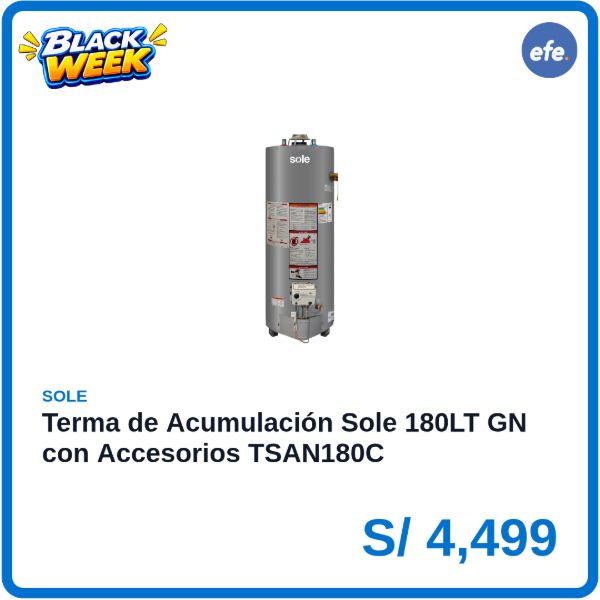 BLACK
WEEK
efe.
sole
SOLE
Terma de Acumulación Sole 180LT GN
con Accesorios TSAN180C
S/ 4,499